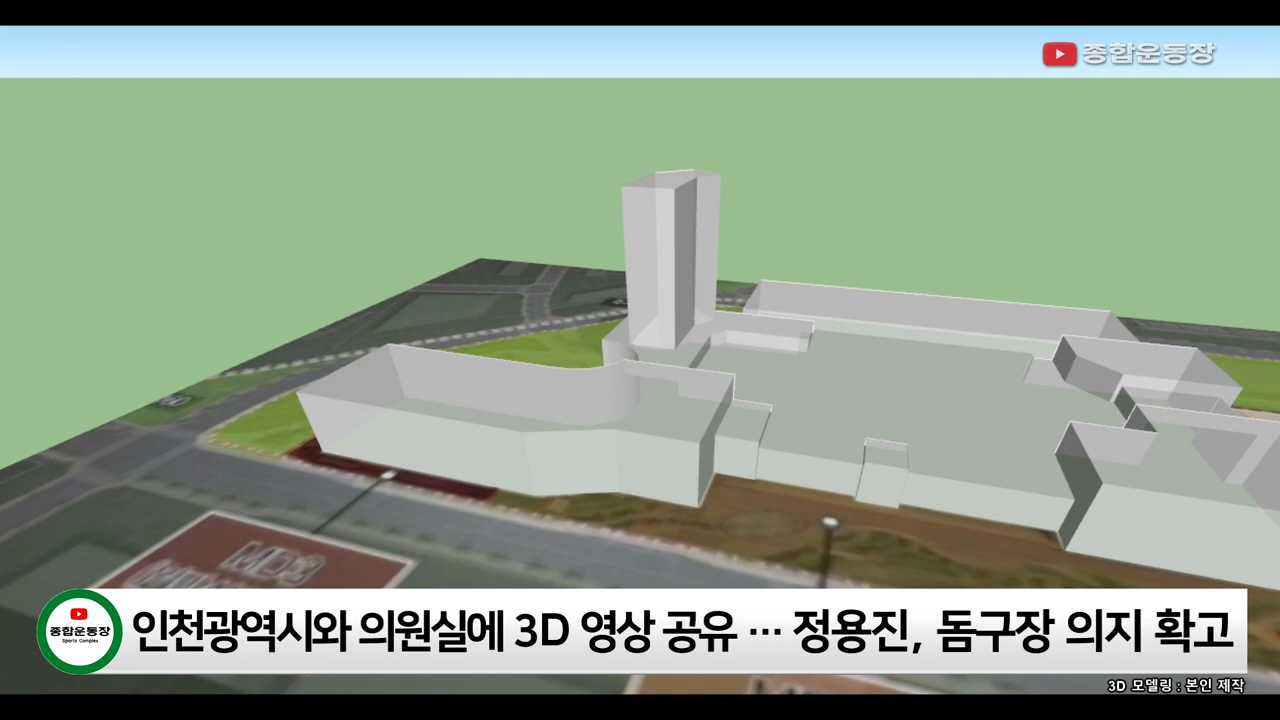 종합운동장
MD3
종합운동장
Sports Complex
인천광역시와 의원실에 3D 영상 공유 … 정용진, 돔구장 의지 확고
3D 모델링 : 본인 제작